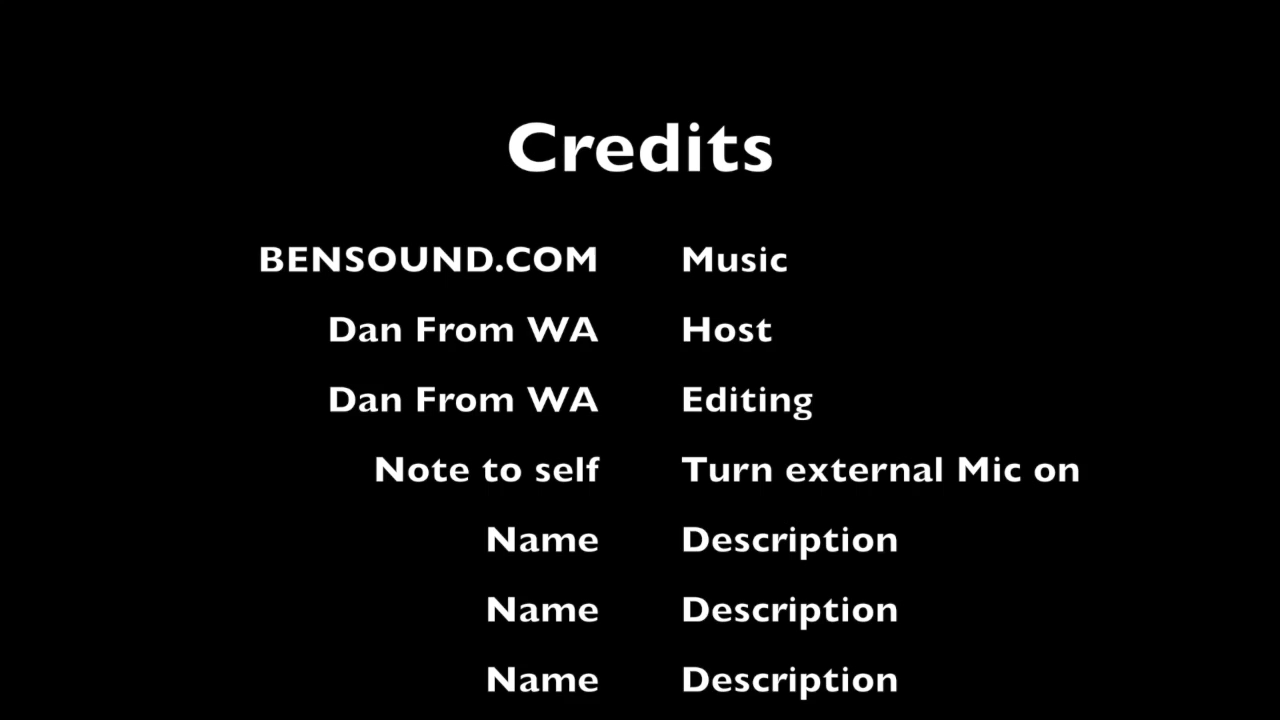 Credits
BENSOUND.COM Music
Dan From WA Host
Dan From WA Editing
Note to self Turn external Mic on
Name Description
Name Description
Name Description